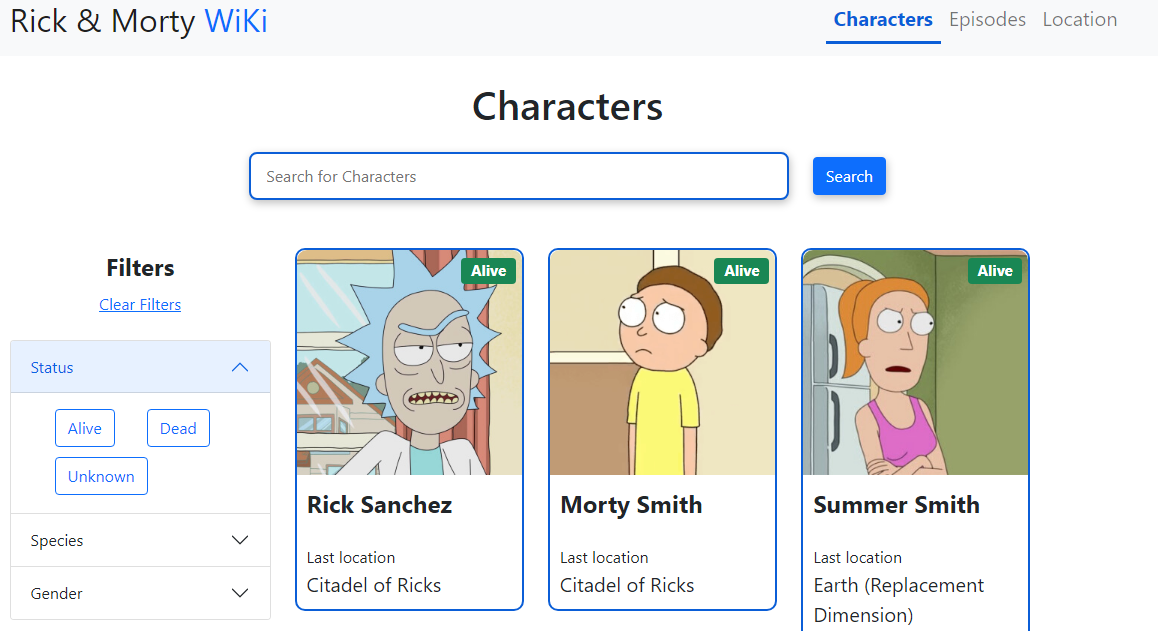 Rick & Morty WiKi
Characters Episodes Location
Characters
Search for Characters
Search
Filters
Clear Filters
Status
Alive Dead
Unknown
Species
Gender
Alive
Rick Sanchez
Last location
Citadel of Ricks
Alive
Morty Smith
Last location
Citadel of Ricks
Alive
Summer Smith
Last location
Earth (Replacement
Dimension)